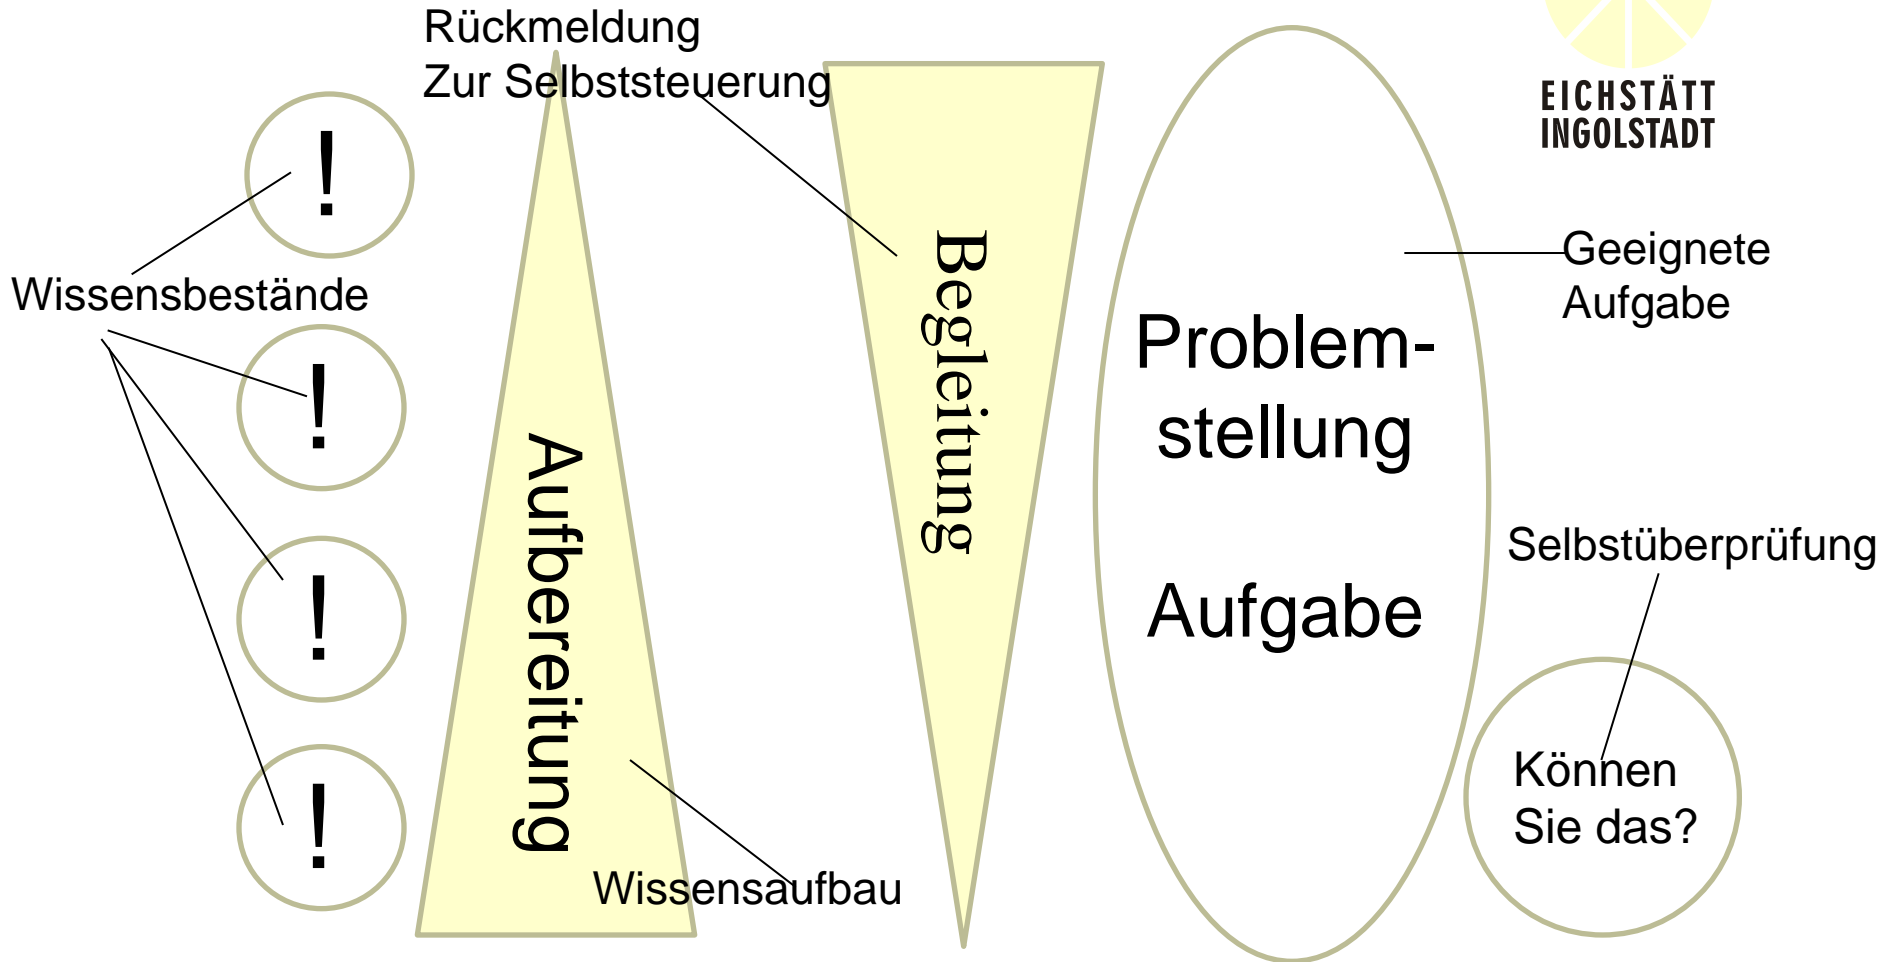 Rückmeldung
Zur Selbststeuerung
EICHSTÄTT
INGOLSTADT
!
Wissensbestände
!
!
!
Aufbereitung
Wissensaufbau
Begleitung
Problem-
stellung
Aufgabe
Geeignete
Aufgabe
Selbstüberprüfung
Können
Sie das?